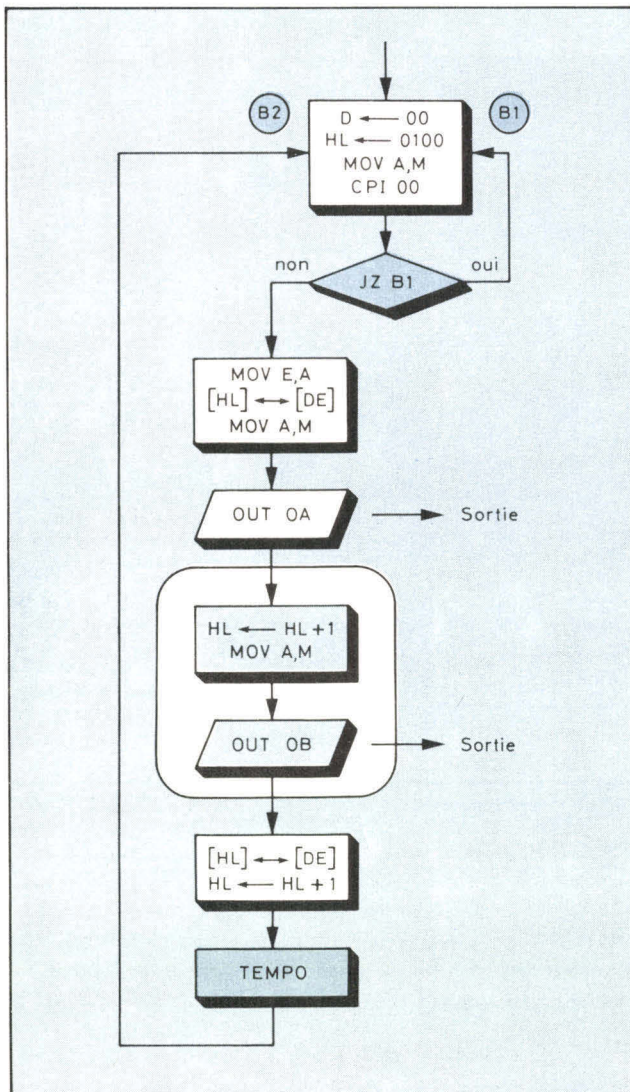 B2
B1
D ← 00
HL ← 0100
MOV A,M
CPI 00
non
oui
JZ B1
MOV E,A
[HL] ↔ [DE]
MOV A,M
OUT 0A → Sortie
HL ← HL+1
MOV A,M
OUT 0B → Sortie
[HL] ↔ [DE]
HL ← HL+1
TEMPO